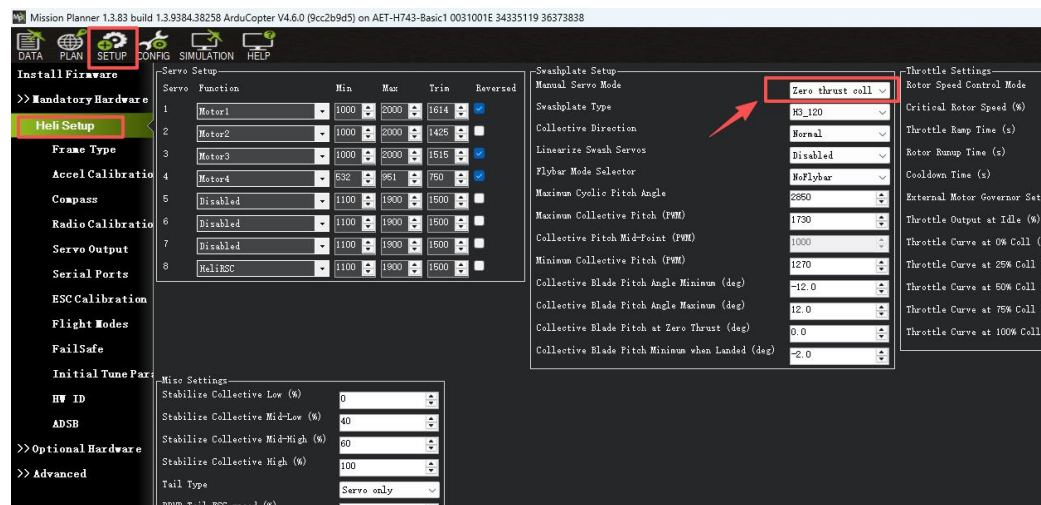 Mission Planner 1.3.83 build 1.3.9384.38258 ArduCopter V4.6.0 (9cc2b9d5) on AET-H743-Basic1 0031001E 34335119 36373838
DATA PLAN SETUP CONFIG SIMULATION HELP
Install Firmware
>> Mandatory Hardware
Heli Setup
Frame Type
Accel Calibratio
Compass
Radio Calibratio
Servo Output
Serial Ports
ESC Calibration
Flight Modes
FailSafe
Initial Tune Par
HW ID
ADSB
>> Optional Hardware
>> Advanced
Servo Setup
Servo Function Min Max Trim Reversed
1 Motor1 1000 2000 1614
2 Motor2 1000 2000 1425
3 Motor3 1000 2000 1515
4 Motor4 532 951 750
5 Disabled 1100 1900 1500
6 Disabled 1100 1900 1500
7 Disabled 1100 1900 1500
8 HeliRSC 1100 1900 1500
Misc Settings
Stabilize Collective Low (%) 0
Stabilize Collective Mid-Low (%) 40
Stabilize Collective Mid-High (%) 60
Stabilize Collective High (%) 100
Tail Type Servo only
Swashplate Setup
Manual Servo Mode Zero thrust coll
Swashplate Type H3_120
Collective Direction Normal
Linearize Swash Servos Disabled
Flybar Mode Selector NoFlybar
Maximum Cyclic Pitch Angle 2850
Maximum Collective Pitch (PWM) 1730
Collective Pitch Mid-Point (PWM) 1000
Minimum Collective Pitch (PWM) 1270
Collective Blade Pitch Angle Minimum (deg) -12.0
Collective Blade Pitch Angle Maximum (deg) 12.0
Collective Blade Pitch at Zero Thrust (deg) 0.0
Collective Blade Pitch Minimum when Landed (deg) -2.0
Throttle Settings
Rotor Speed Control Mode
Critical Rotor Speed (%)
Throttle Ramp Time (s)
Rotor Runup Time (s)
Cooldown Time (s)
External Motor Governor Set
Throttle Output at Idle (%)
Throttle Curve at 0% Coll (
Throttle Curve at 25% Coll
Throttle Curve at 50% Coll
Throttle Curve at 75% Coll
Throttle Curve at 100% Coll